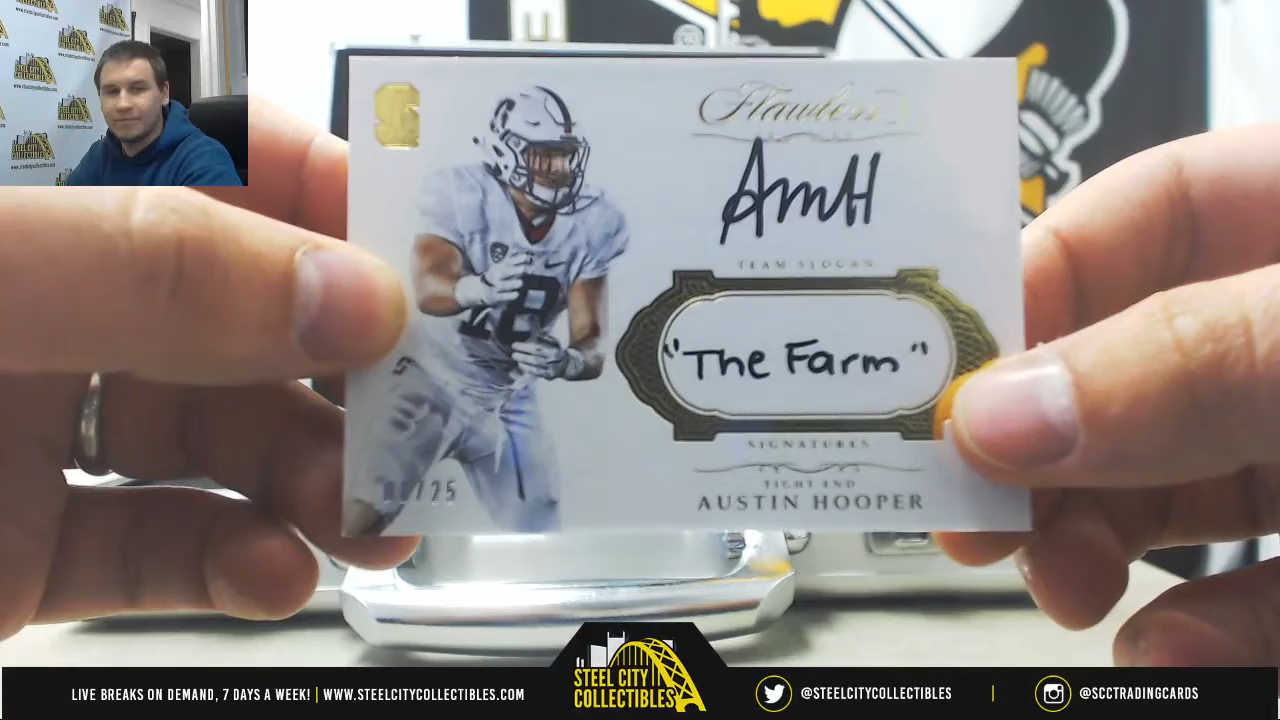 Flawless
AMH
TEAM SLOGAN
"The Farm"
SIGNATURES
TIGHT END
AUSTIN HOOPER
/25
18
STEEL CITY
COLLECTIBLES
LIVE BREAKS ON DEMAND, 7 DAYS A WEEK! | WWW.STEELCITYCOLLECTIBLES.COM
@STEELCITYCOLLECTIBLES
@SCCTRADINGCARDS